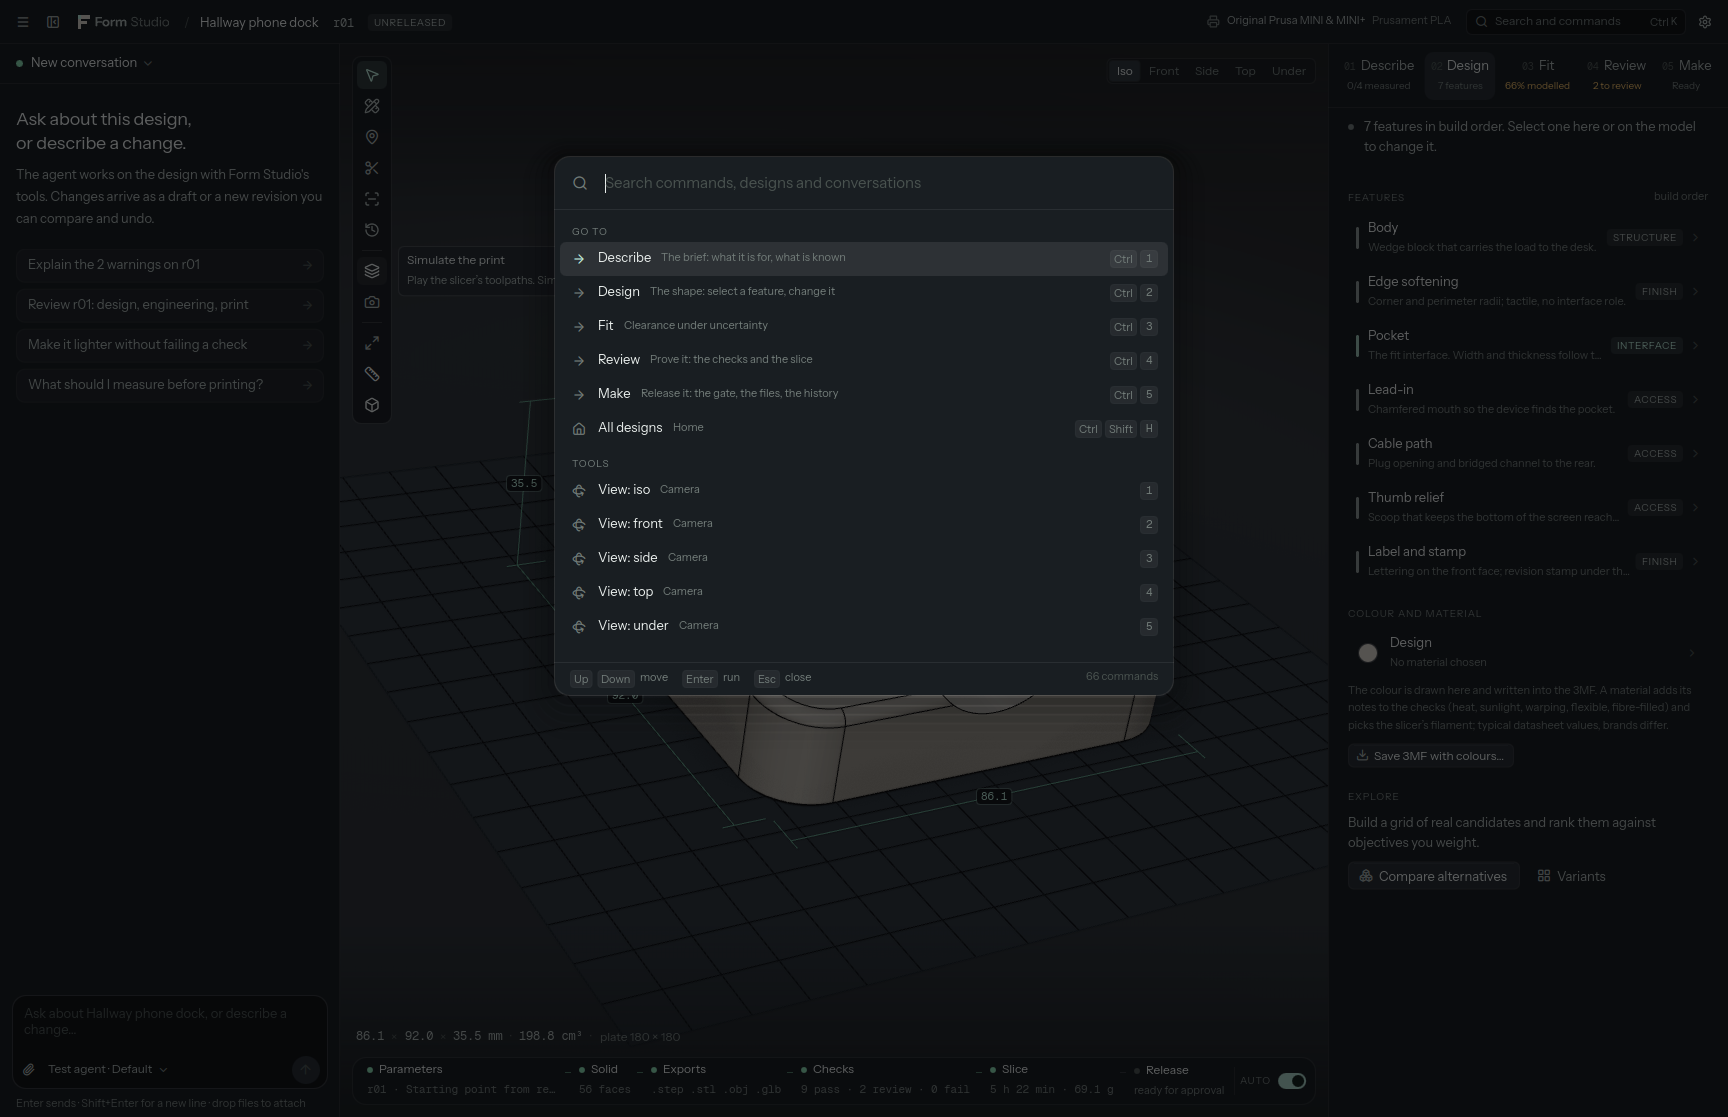 Form Studio / Hallway phone dock r01 UNRELEASED
Original Prusa MINI & MINI+ Prusament PLA
Search and commands Ctrl K
New conversation
Ask about this design,
or describe a change.
The agent works on the design with Form Studio's
tools. Changes arrive as a draft or a new revision you
can compare and undo.
Explain the 2 warnings on r01
Review r01: design, engineering, print
Make it lighter without failing a check
What should I measure before printing?
Ask about Hallway phone dock, or describe a
change...
Test agent · Default
Enter sends · Shift+Enter for a new line · drop files to attach
Iso Front Side Top Under
Simulate the print
Play the slicer's toolpaths. Sim
35.5
92.0
86.1
Search commands, designs and conversations
GO TO
Describe The brief: what it is for, what is known Ctrl 1
Design The shape: select a feature, change it Ctrl 2
Fit Clearance under uncertainty Ctrl 3
Review Prove it: the checks and the slice Ctrl 4
Make Release it: the gate, the files, the history Ctrl 5
All designs Home Ctrl Shift H
TOOLS
View: iso Camera 1
View: front Camera 2
View: side Camera 3
View: top Camera 4
View: under Camera 5
Up Down move Enter run Esc close 66 commands
86.1 × 92.0 × 35.5 mm · 198.8 cm³ · plate 180 × 180
Parameters
r01 · Starting point from re…
Solid
56 faces
Exports
.step .stl .obj .glb
Checks
9 pass · 2 review · 0 fail
Slice
5 h 22 min · 69.1 g
Release
ready for approval
AUTO
01 Describe
0/4 measured
02 Design
7 features
03 Fit
66% modelled
04 Review
2 to review
05 Make
Ready
7 features in build order. Select one here or on the model
to change it.
FEATURES build order
Body
Wedge block that carries the load to the desk.
STRUCTURE
Edge softening
Corner and perimeter radii; tactile, no interface role.
FINISH
Pocket
The fit interface. Width and thickness follow t…
INTERFACE
Lead-in
Chamfered mouth so the device finds the pocket.
ACCESS
Cable path
Plug opening and bridged channel to the rear.
ACCESS
Thumb relief
Scoop that keeps the bottom of the screen reach…
ACCESS
Label and stamp
Lettering on the front face; revision stamp under th…
FINISH
COLOUR AND MATERIAL
Design
No material chosen
The colour is drawn here and written into the 3MF. A material adds its
notes to the checks (heat, sunlight, warping, flexible, fibre-filled) and
picks the slicer's filament; typical datasheet values, brands differ.
Save 3MF with colours…
EXPLORE
Build a grid of real candidates and rank them against
objectives you weight.
Compare alternatives
Variants